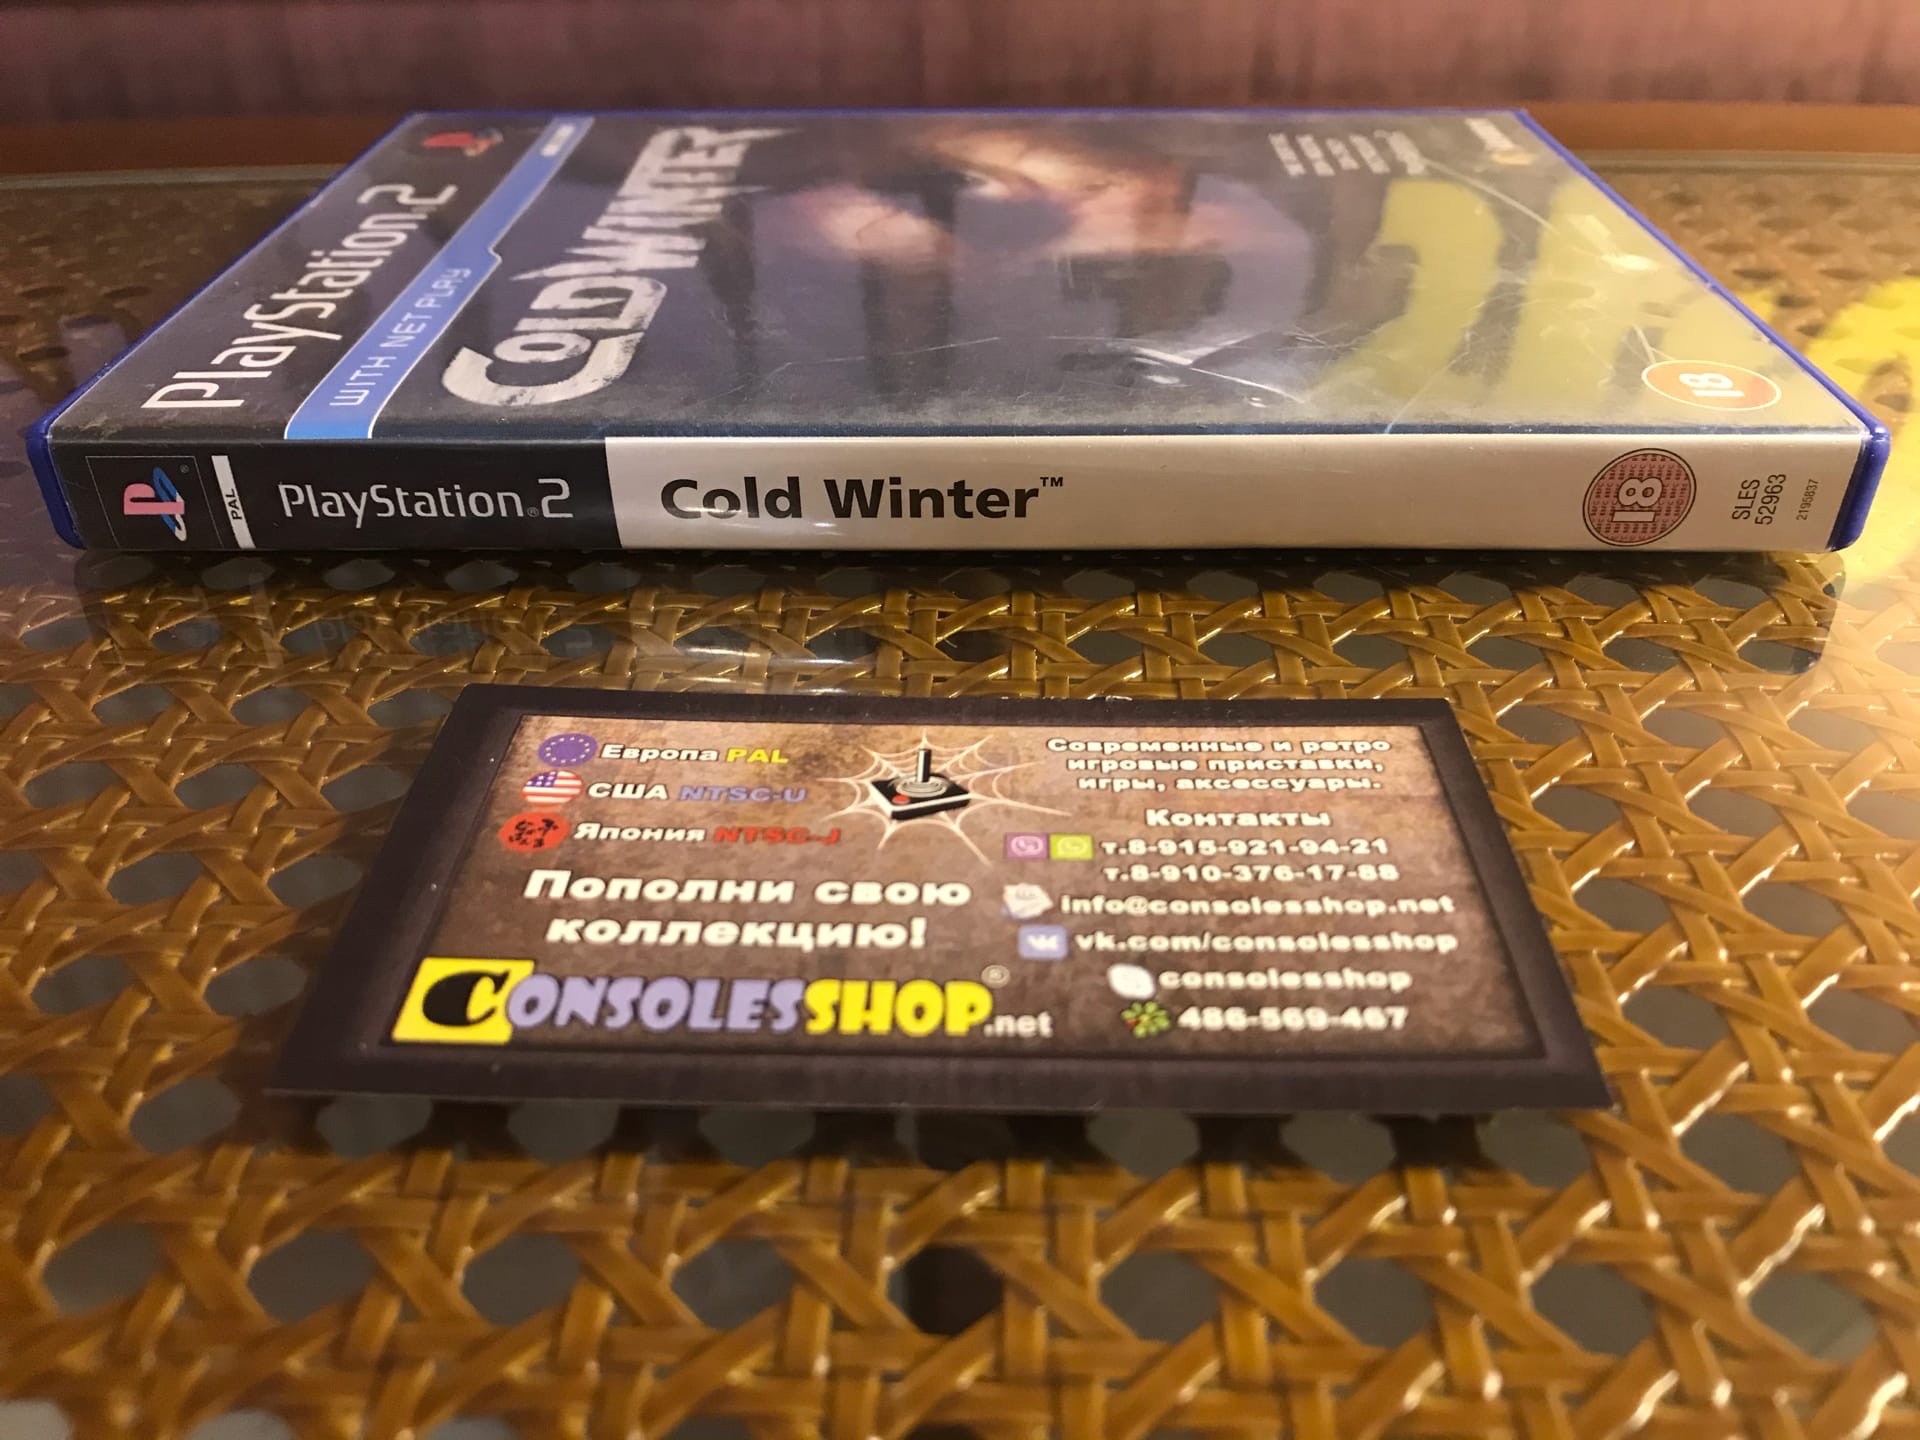 PlayStation 2
WITH NET PLAY
COLD WINTER
18
PAL
PlayStation®2
Cold Winter™
18
SLES
52963
2195837
Европа PAL
США NTSC-U
Япония NTSC-J
Пополни свою
коллекцию!
CONSOLESSHOP®.net
Современные и ретро
игровые приставки,
игры, аксессуары.
Контакты
т.8-915-921-94-21
т.8-910-376-17-88
info@consolesshop.net
vk.com/consolesshop
consolesshop
486-569-467